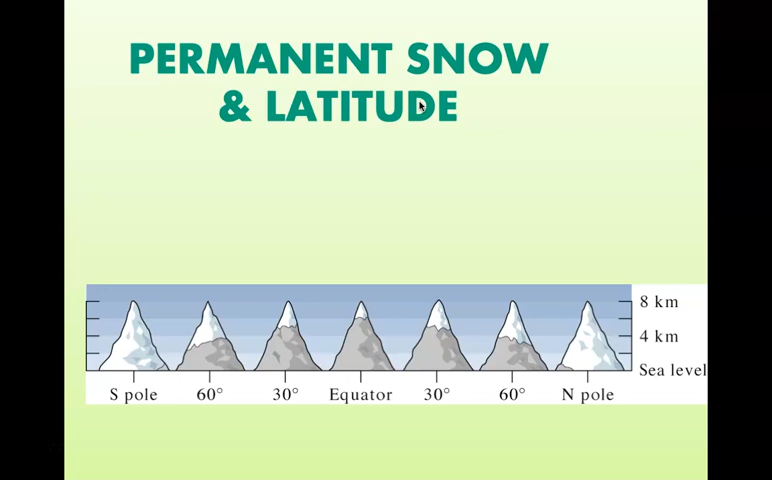 PERMANENT SNOW
& LATITUDE
8 km
4 km
Sea level
S pole 60° 30° Equator 30° 60° N pole